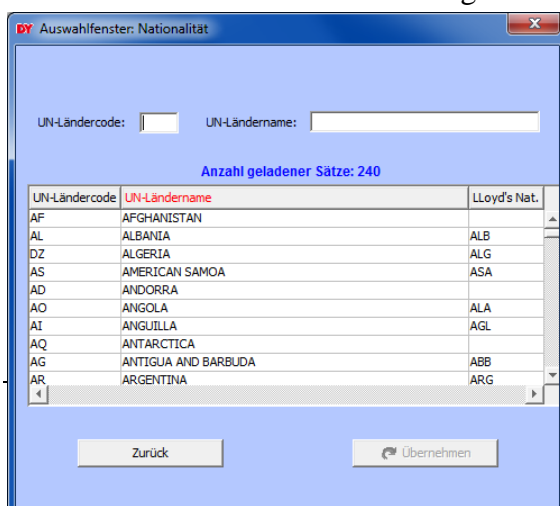 DY Auswahlfenster: Nationalität
UN-Ländercode: UN-Ländername:
Anzahl geladener Sätze: 240
UN-Ländercode UN-Ländername LLoyd's Nat.
AF AFGHANISTAN
AL ALBANIA ALB
DZ ALGERIA ALG
AS AMERICAN SAMOA ASA
AD ANDORRA
AO ANGOLA ALA
AI ANGUILLA AGL
AQ ANTARCTICA
AG ANTIGUA AND BARBUDA ABB
AR ARGENTINA ARG
Zurück Übernehmen